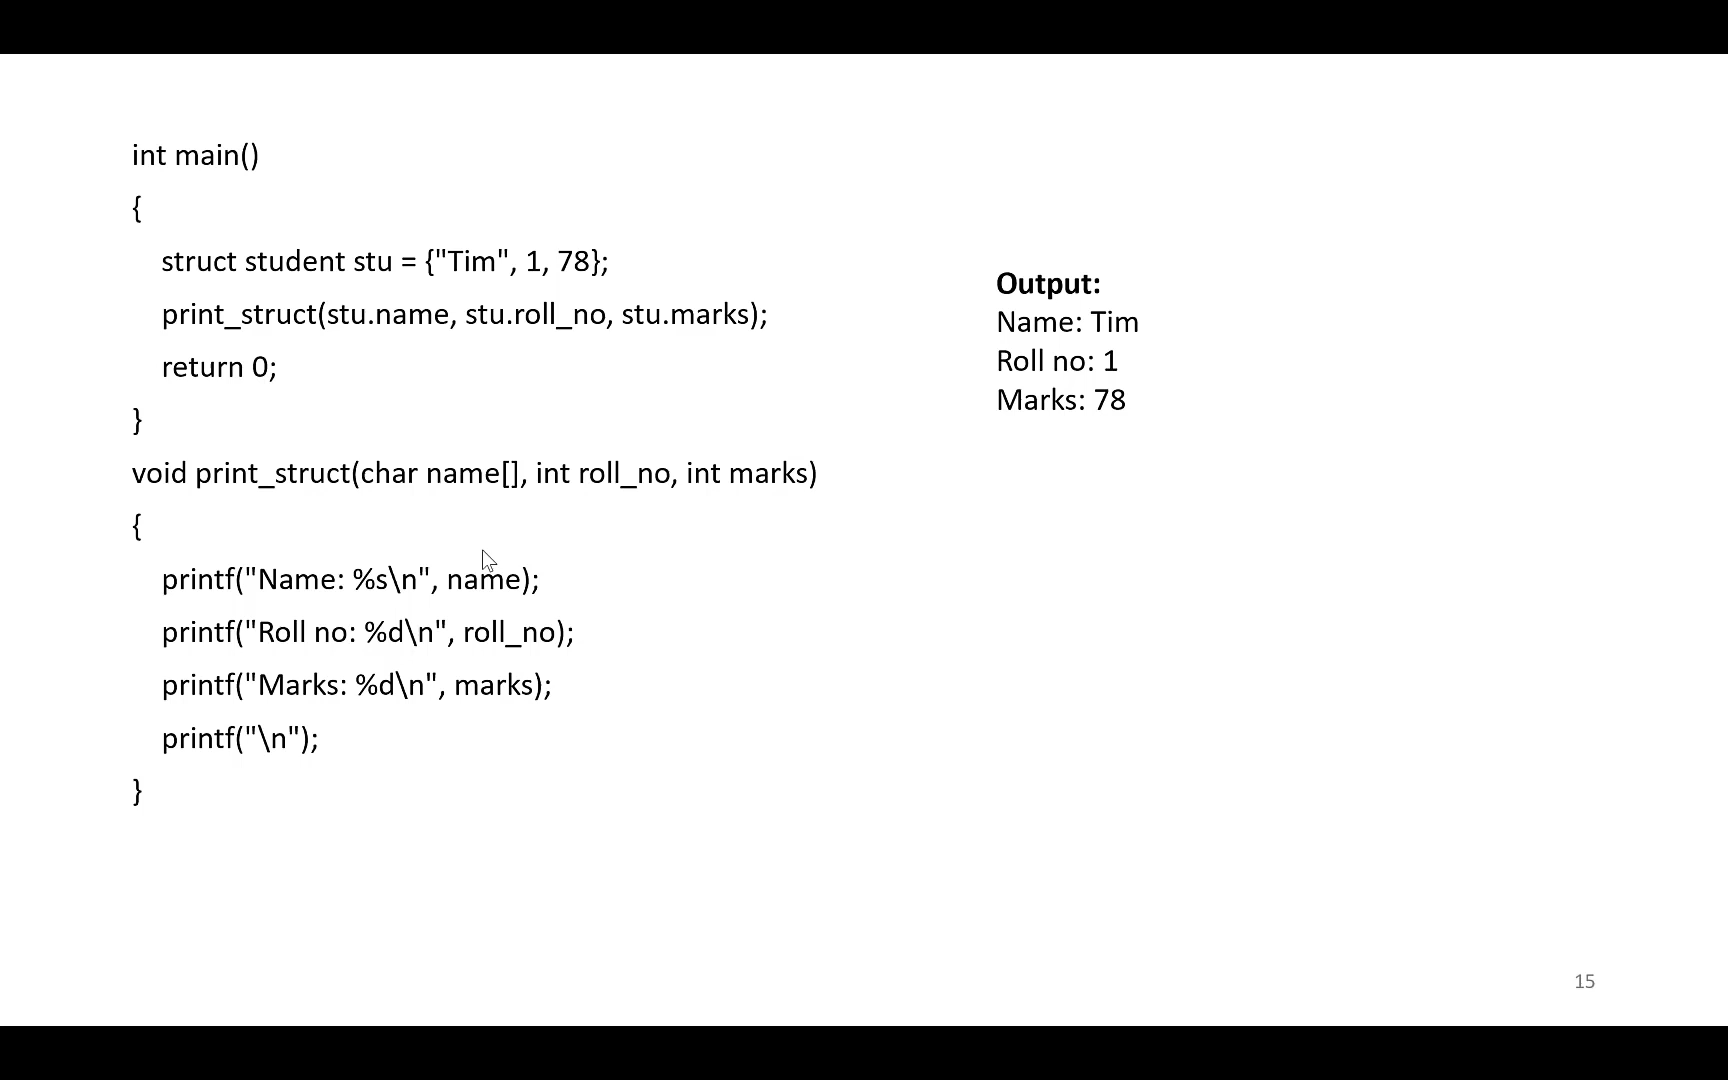 int main()
{
struct student stu = {"Tim", 1, 78};
print_struct(stu.name, stu.roll_no, stu.marks);
return 0;
}
void print_struct(char name[], int roll_no, int marks)
{
printf("Name: %s\n", name);
printf("Roll no: %d\n", roll_no);
printf("Marks: %d\n", marks);
printf("\n");
}
Output:
Name: Tim
Roll no: 1
Marks: 78
15